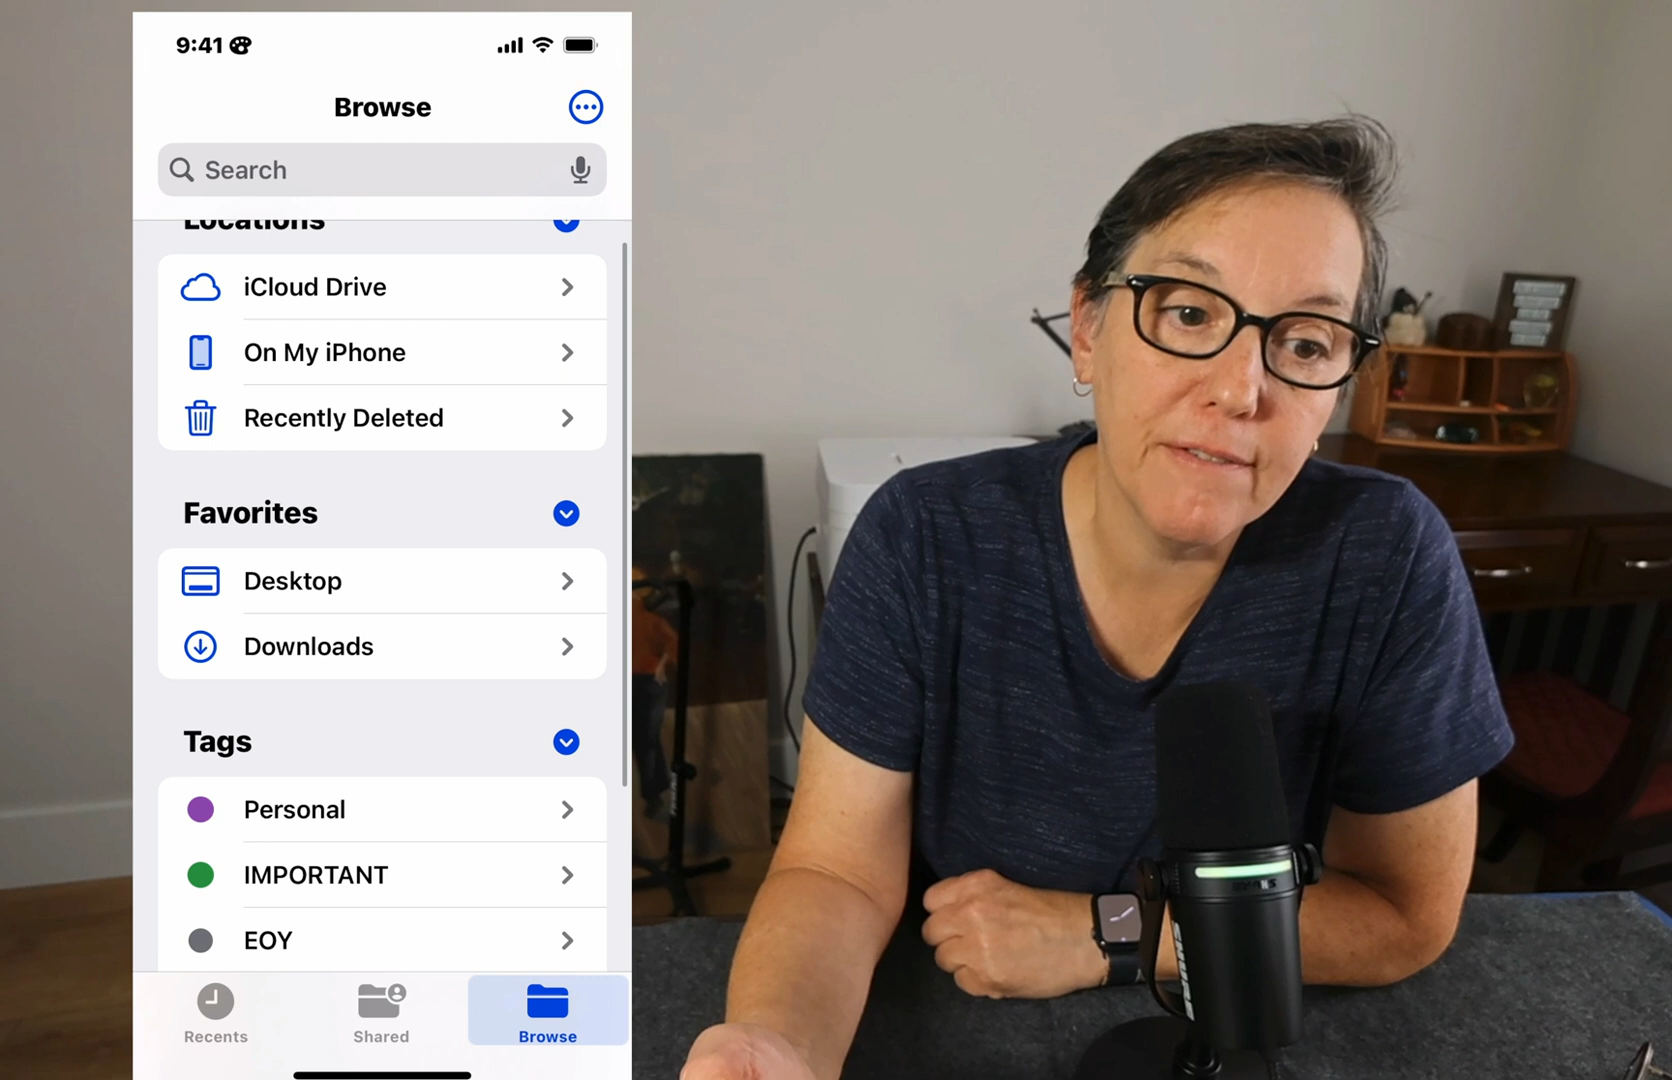 9:41
Browse
Search
Locations
iCloud Drive
On My iPhone
Recently Deleted
Favorites
Desktop
Downloads
Tags
Personal
IMPORTANT
EOY
Recents
Shared
Browse
SHURE